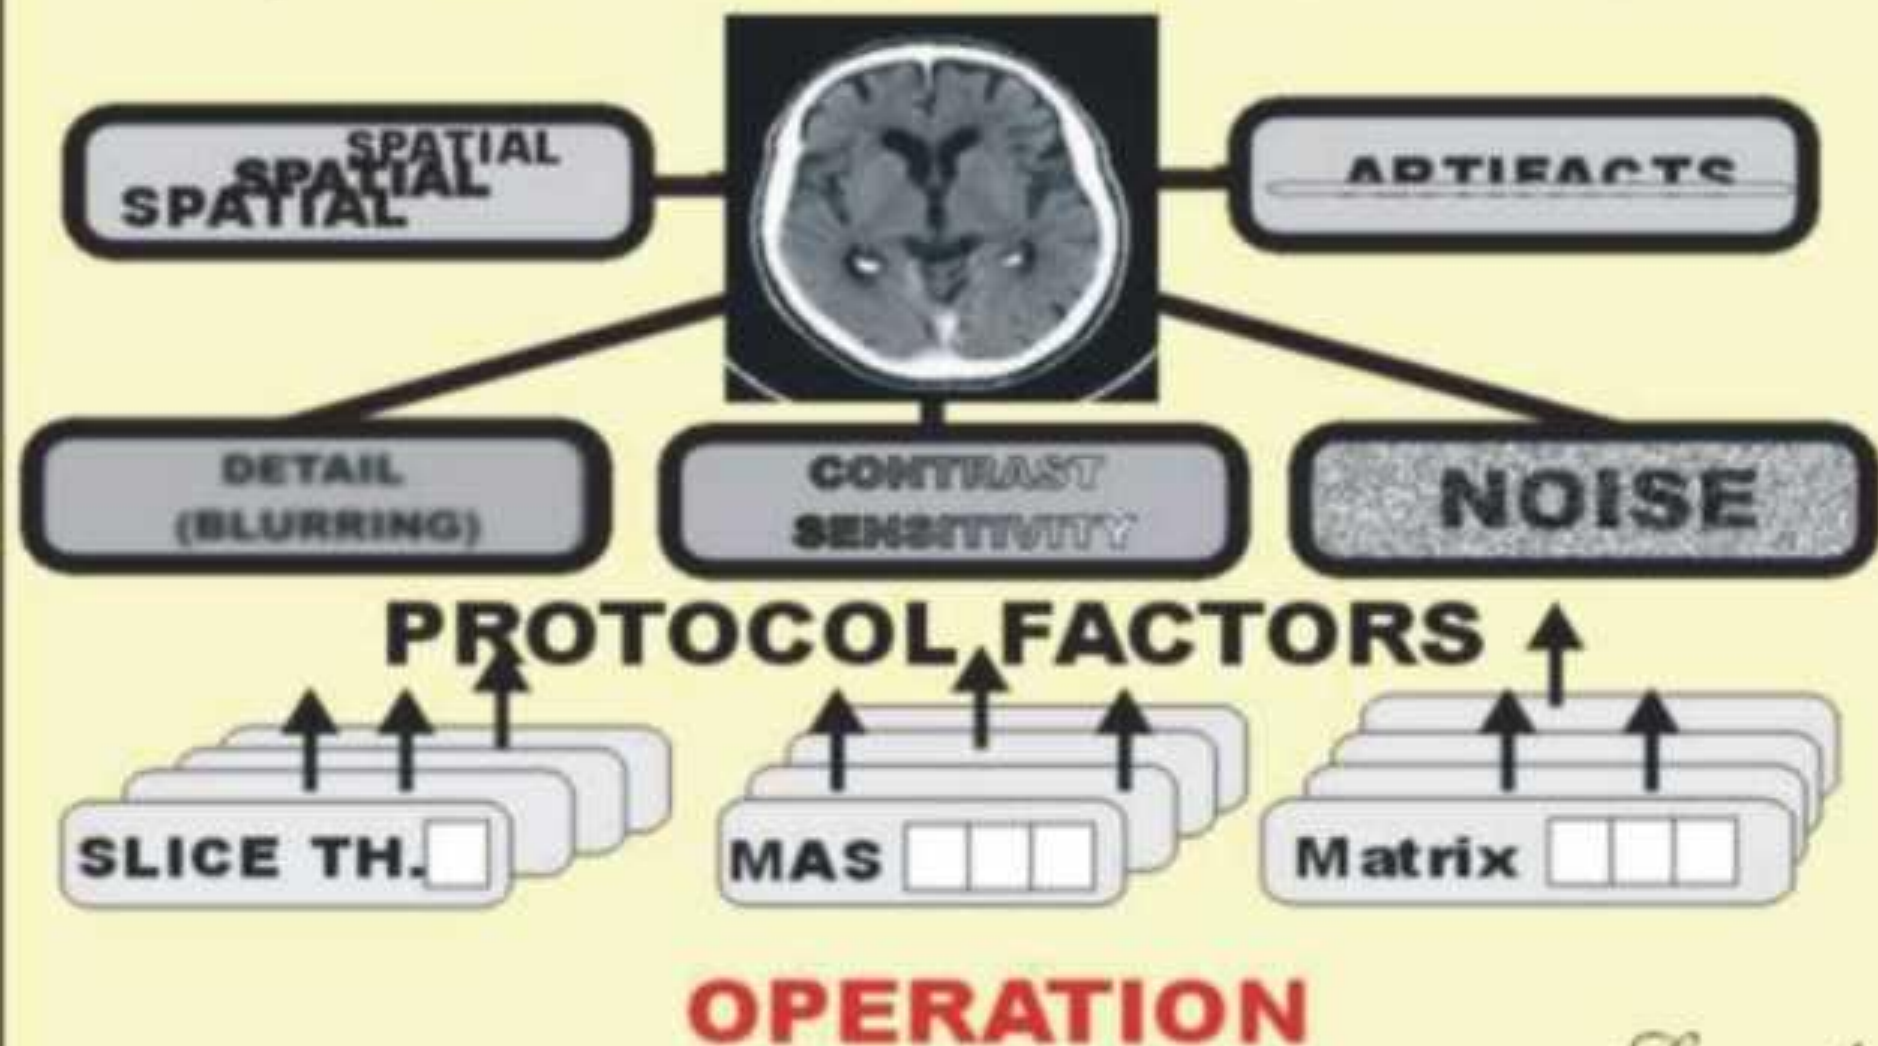 SPATIAL
SPATIAL
SPATIAL
ARTIFACTS
DETAIL
(BLURRING)
CONTRAST
SENSITIVITY
NOISE
PROTOCOL FACTORS
SLICE TH.
MAS
Matrix
OPERATION